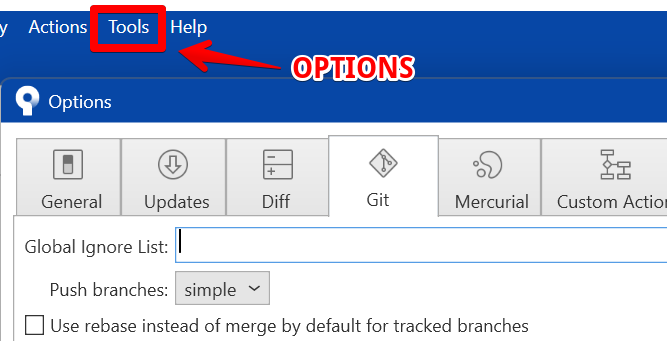 y Actions Tools Help
OPTIONS
Options
General Updates Diff Git Mercurial Custom Actio
Global Ignore List:
Push branches: simple
Use rebase instead of merge by default for tracked branches